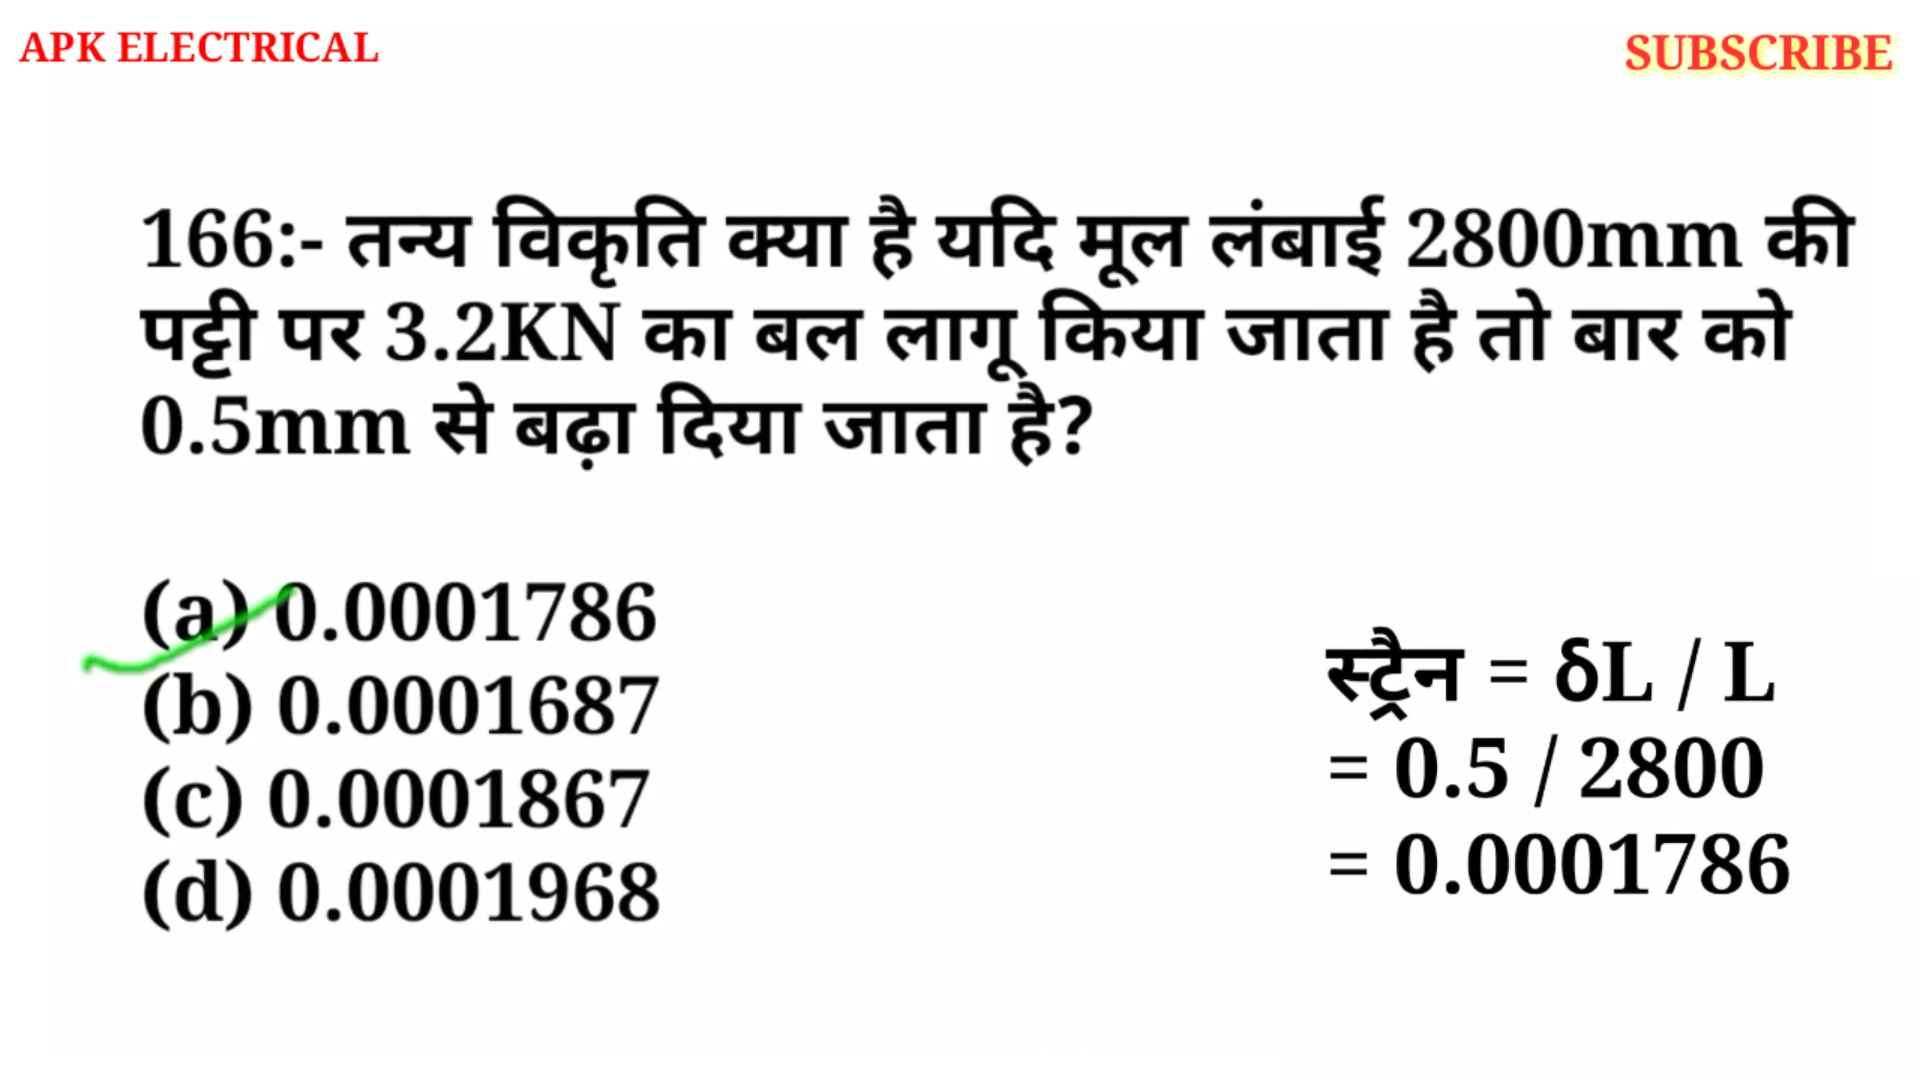 APK ELECTRICAL
SUBSCRIBE
166:- तन्य विकृति क्या है यदि मूल लंबाई 2800mm की
पट्टी पर 3.2KN का बल लागू किया जाता है तो बार को
0.5mm से बढ़ा दिया जाता है?
(a) 0.0001786
(b) 0.0001687
(c) 0.0001867
(d) 0.0001968
स्ट्रैन = δL / L
= 0.5 / 2800
= 0.0001786